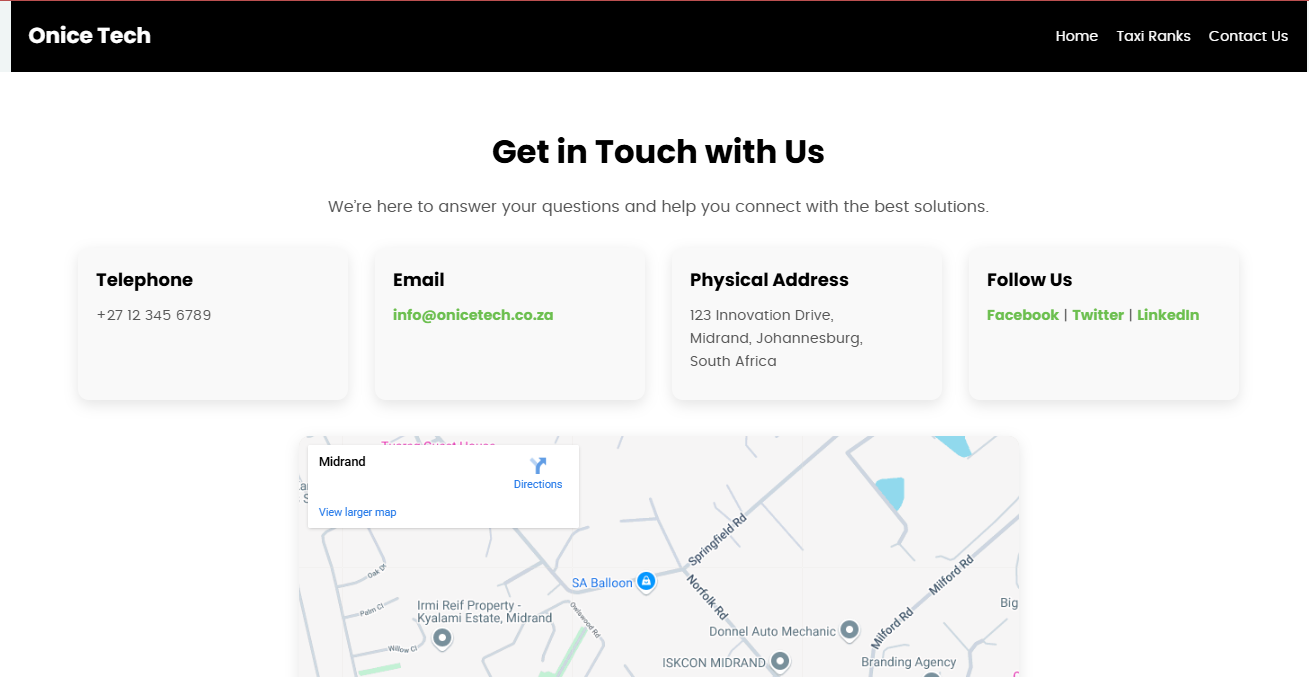 Onice Tech
Home Taxi Ranks Contact Us
Get in Touch with Us
We're here to answer your questions and help you connect with the best solutions.
Telephone
+27 12 345 6789
Email
info@onicetech.co.za
Physical Address
123 Innovation Drive,
Midrand, Johannesburg,
South Africa
Follow Us
Facebook | Twitter | LinkedIn
Midrand
Directions
View larger map
Springfield Rd
SA Balloon
Norfolk Rd
Milford Rd
Oak Dr
Palm Cl
Willow Cl
Irmi Reif Property -
Kyalami Estate, Midrand
Donnel Auto Mechanic
Milford Rd
ISKCON MIDRAND
Branding Agency
Big